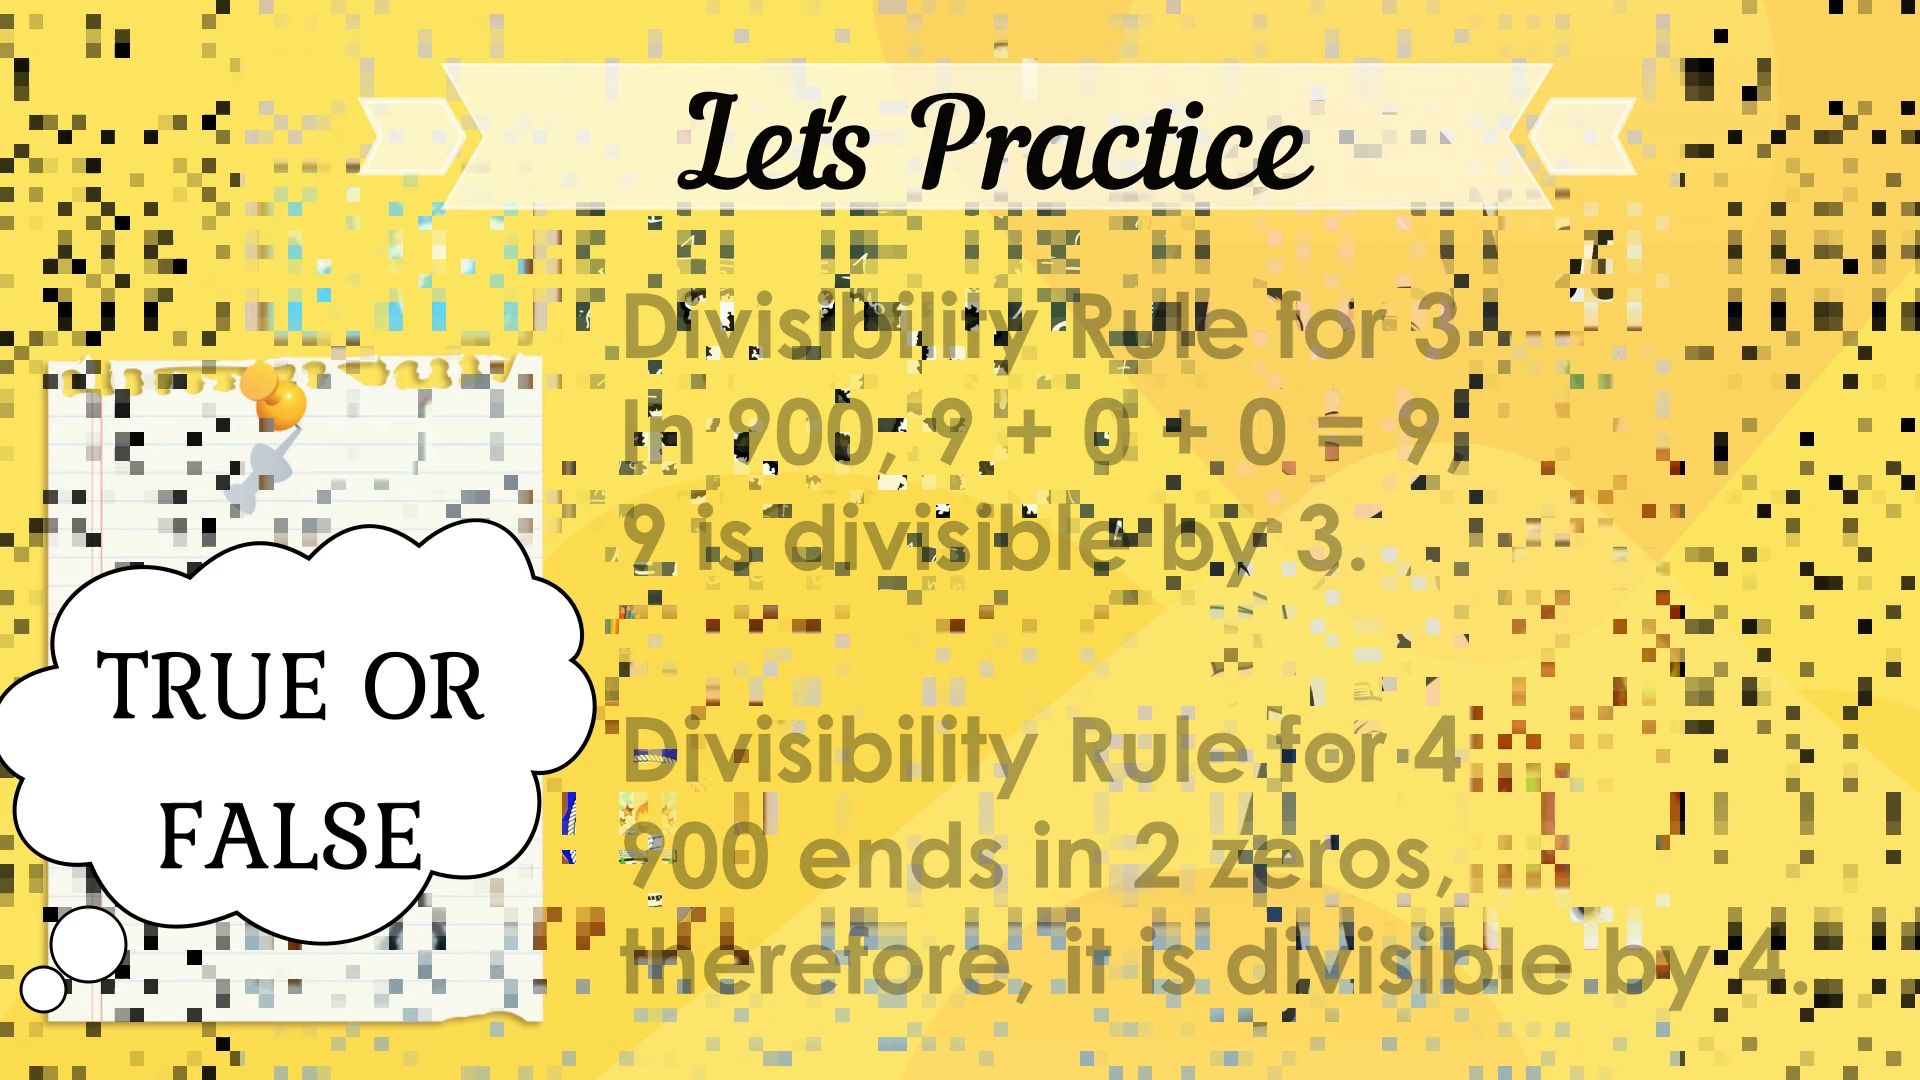 Let's Practice
TRUE OR
FALSE
Divisibility Rule for 3
In 900, 9 + 0 + 0 = 9,
9 is divisible by 3.
Divisibility Rule for 4
900 ends in 2 zeros,
therefore, it is divisible by 4.